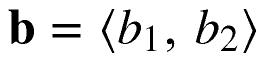 b = ⟨b₁, b₂⟩